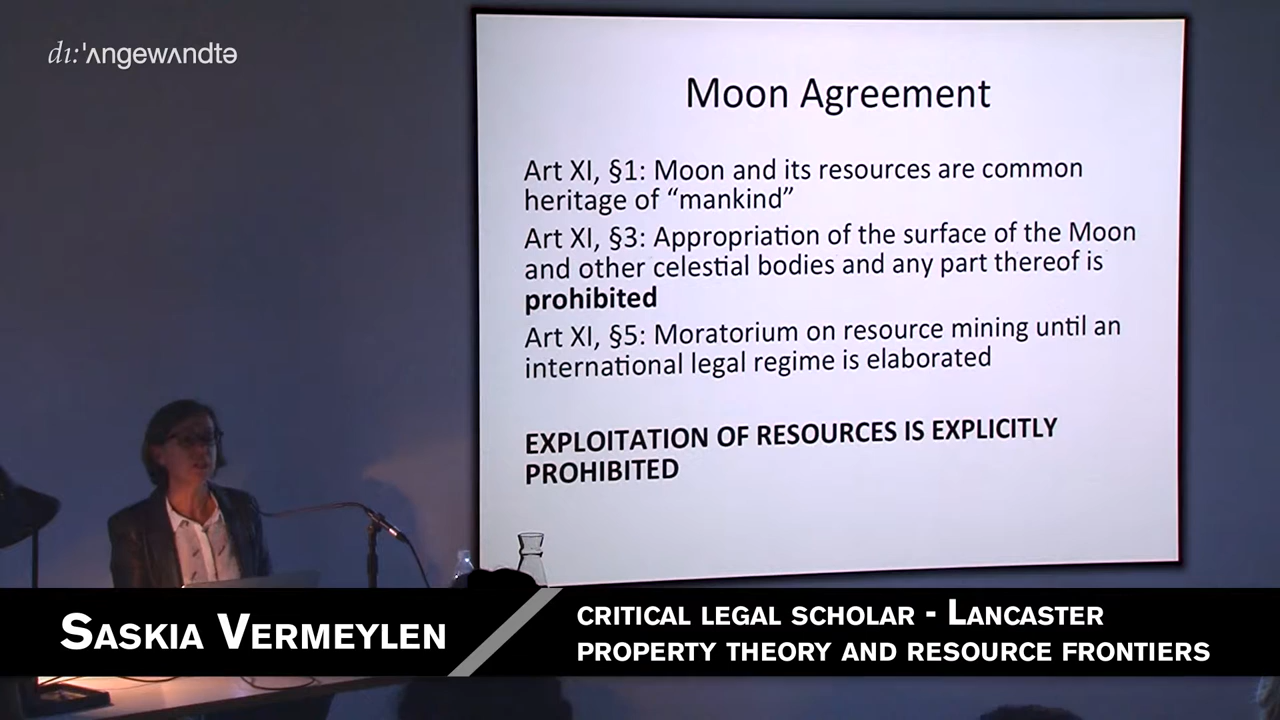 dɪ:'ʌngewʌndtə
Moon Agreement
Art XI, §1: Moon and its resources are common
heritage of “mankind”
Art XI, §3: Appropriation of the surface of the Moon
and other celestial bodies and any part thereof is
prohibited
Art XI, §5: Moratorium on resource mining until an
international legal regime is elaborated
EXPLOITATION OF RESOURCES IS EXPLICITLY
PROHIBITED
SASKIA VERMEYLEN
CRITICAL LEGAL SCHOLAR - LANCASTER
PROPERTY THEORY AND RESOURCE FRONTIERS